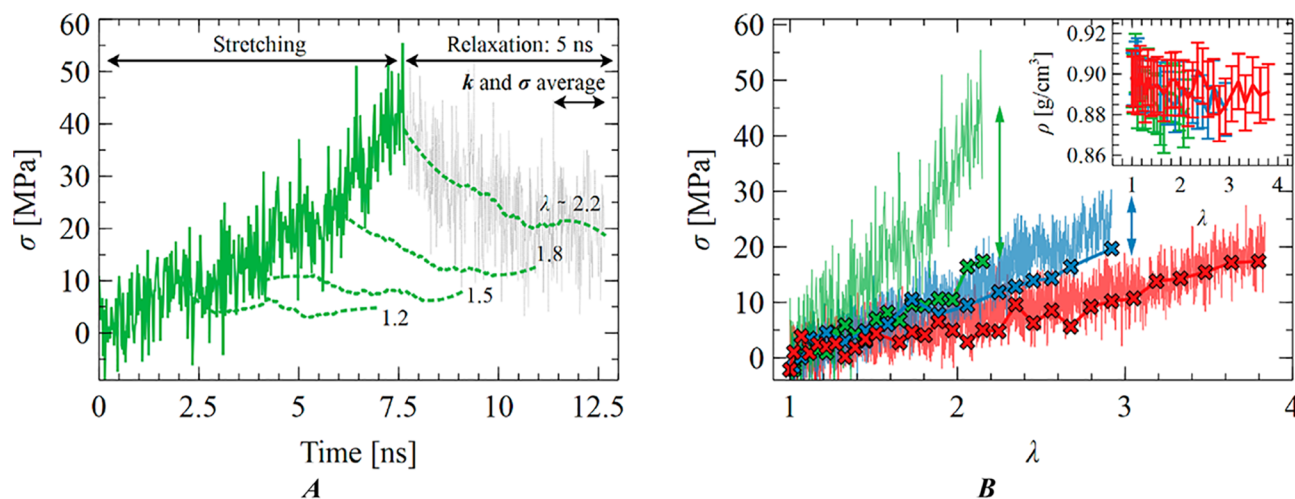 60
50
40
30
20
10
0
σ [MPa]
Stretching
Relaxation: 5 ns
k and σ average
λ ~ 2.2
1.8
1.5
1.2
0
2.5
5
7.5
10
12.5
Time [ns]
A
60
50
40
30
20
10
0
σ [MPa]
0.92
0.90
0.88
0.86
ρ [g/cm³]
1
2
3
4
λ
1
2
3
4
λ
B